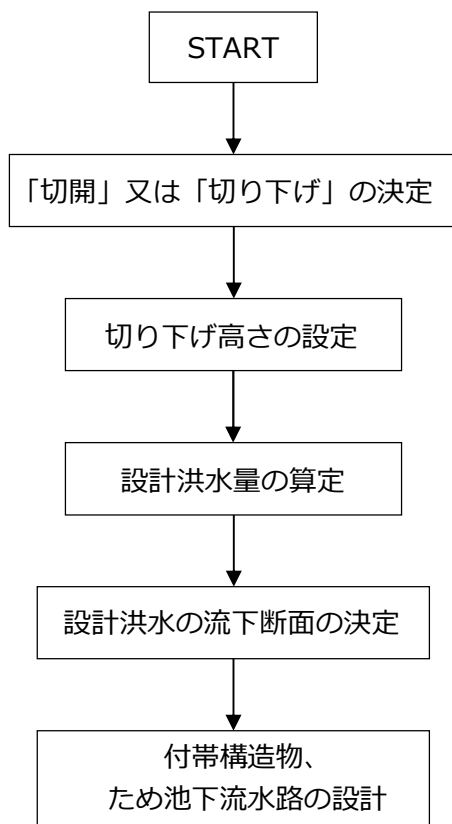 START
「切開」又は「切り下げ」の決定
切り下げ高さの設定
設計洪水量の算定
設計洪水の流下断面の決定
付帯構造物、
ため池下流水路の設計